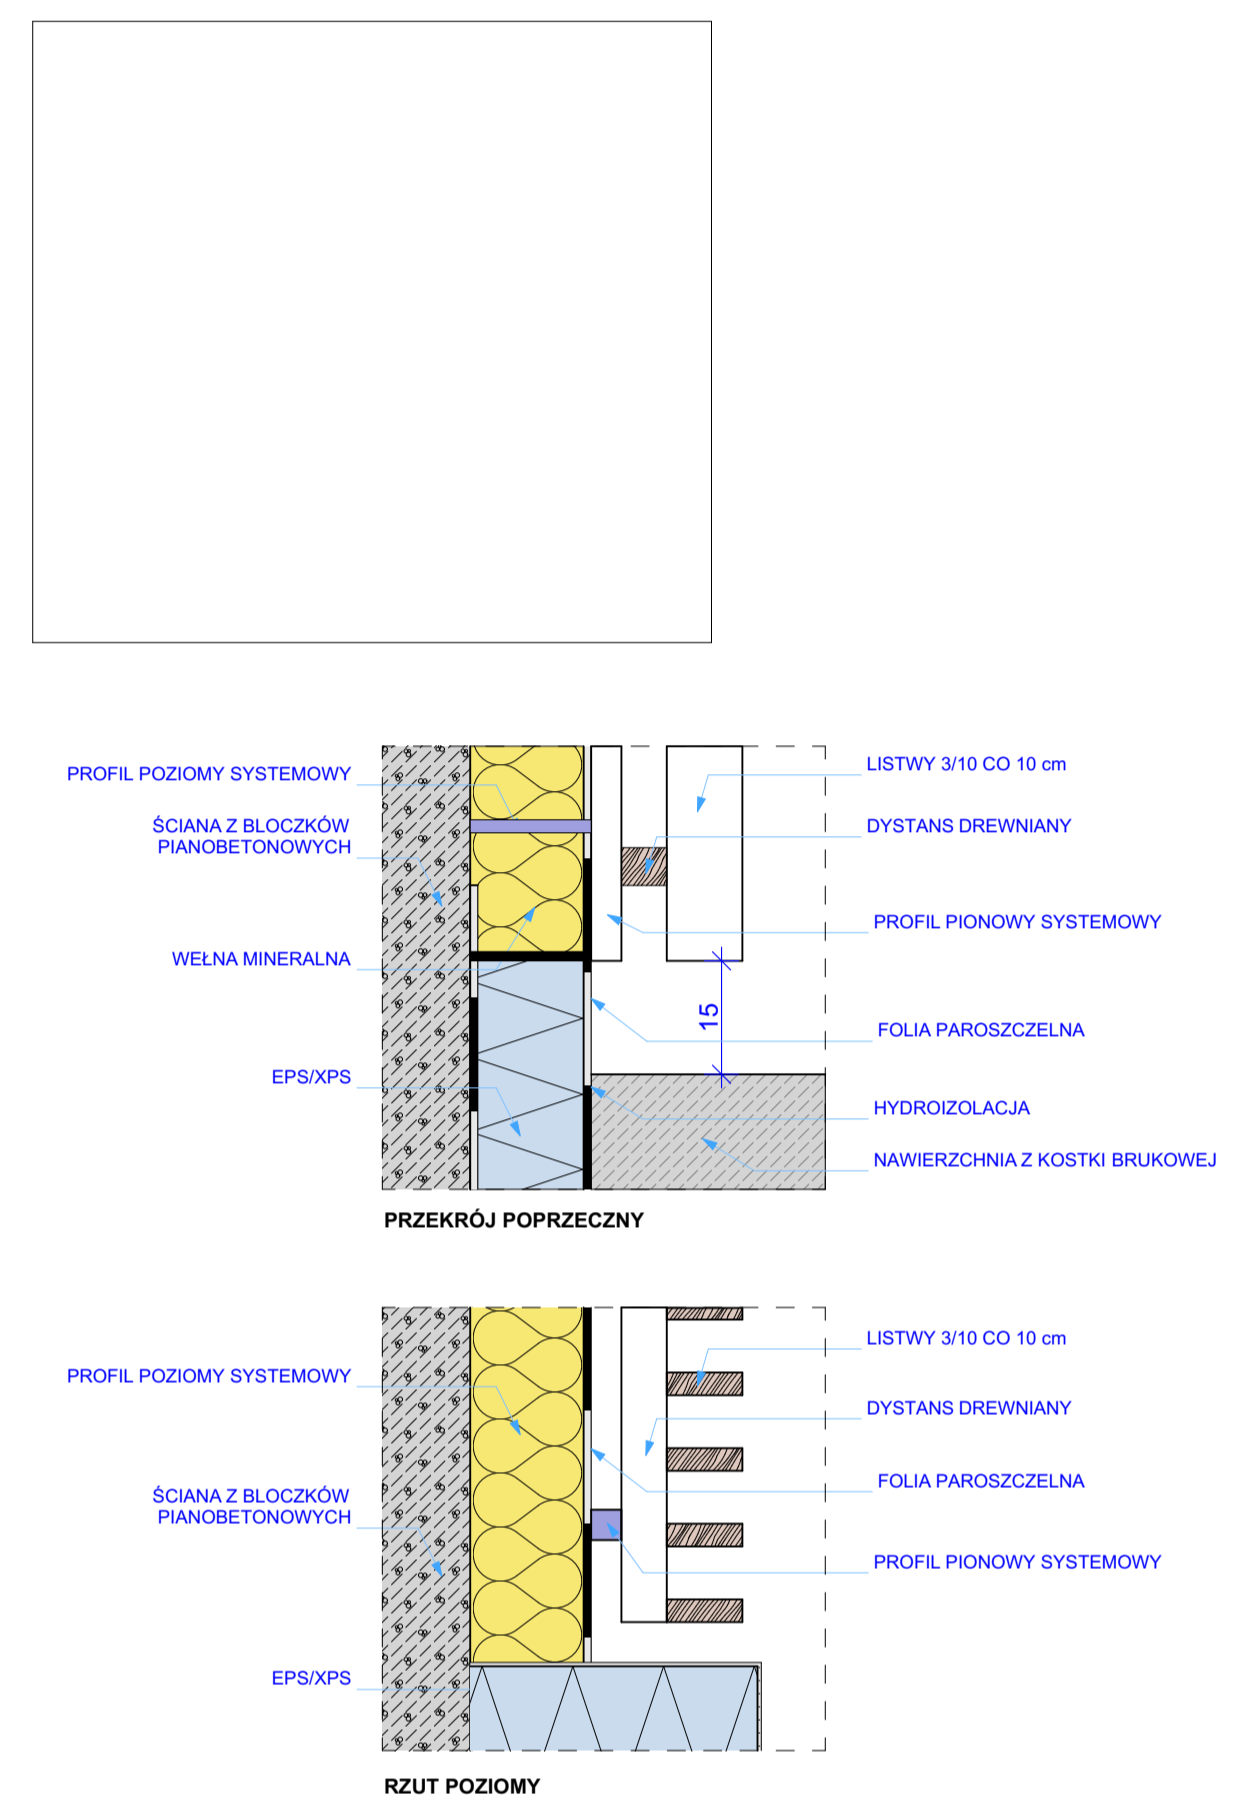 PROFIL POZIOMY SYSTEMOWY
ŚCIANA Z BLOCZKÓW
PIANOBETONOWYCH
WEŁNA MINERALNA
EPS/XPS
LISTWY 3/10 CO 10 cm
DYSTANS DREWNIANY
PROFIL PIONOWY SYSTEMOWY
15
FOLIA PAROSZCZELNA
HYDROIZOLACJA
NAWIERZCHNIA Z KOSTKI BRUKOWEJ
PRZEKRÓJ POPRZECZNY
PROFIL POZIOMY SYSTEMOWY
ŚCIANA Z BLOCZKÓW
PIANOBETONOWYCH
EPS/XPS
LISTWY 3/10 CO 10 cm
DYSTANS DREWNIANY
FOLIA PAROSZCZELNA
PROFIL PIONOWY SYSTEMOWY
RZUT POZIOMY